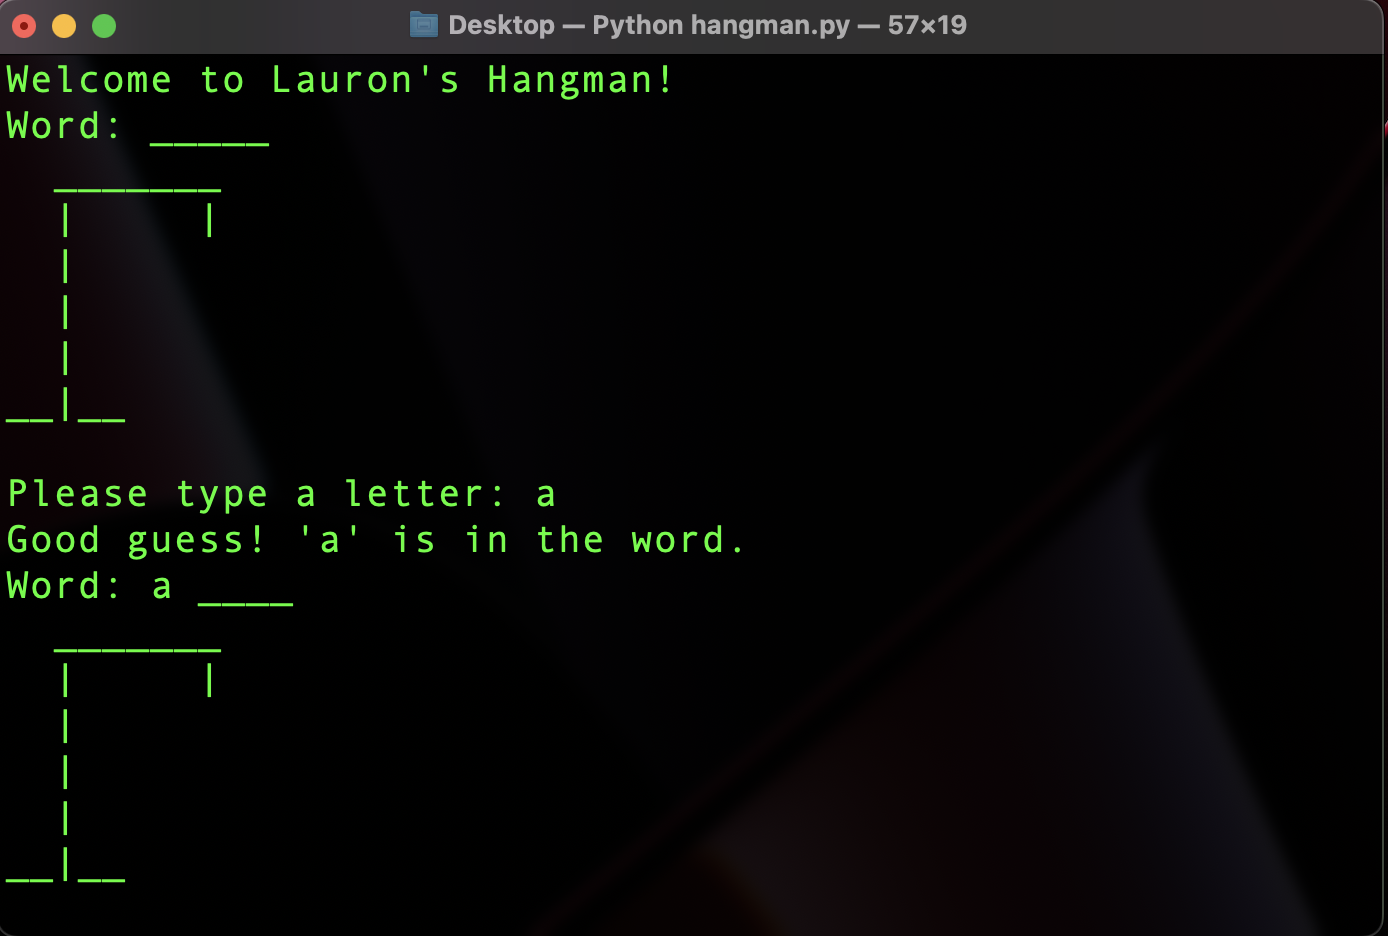 Desktop — Python hangman.py — 57×19
Welcome to Lauron's Hangman!
Word: _____
  _______
  |     |
  |
  |
  |
__|__
Please type a letter: a
Good guess! 'a' is in the word.
Word: a ____
  _______
  |     |
  |
  |
  |
__|__